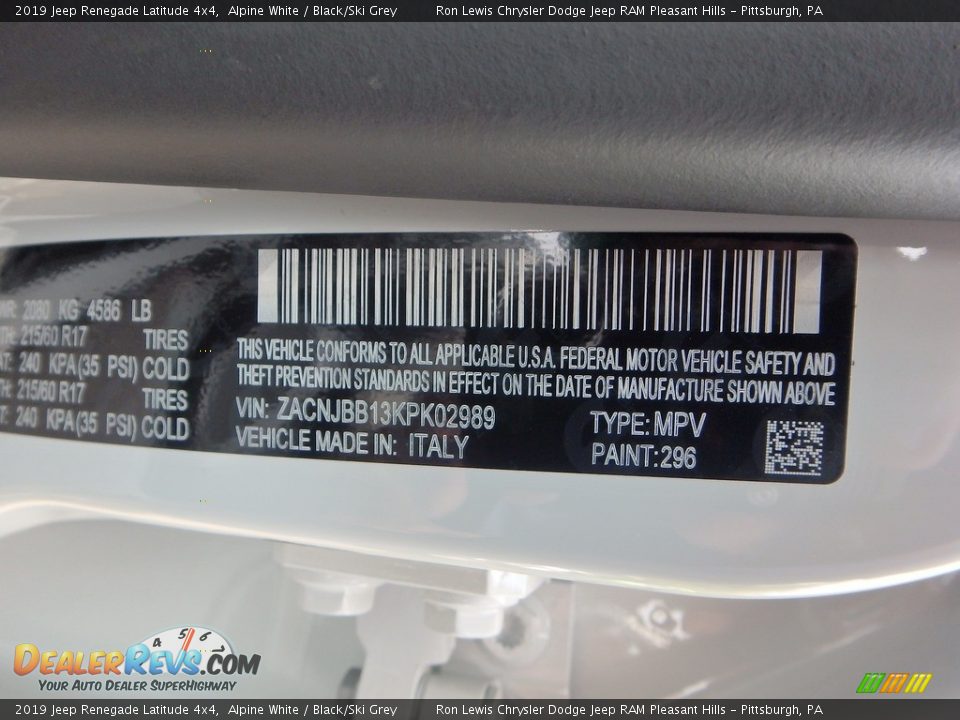 2019 Jeep Renegade Latitude 4x4, Alpine White / Black/Ski Grey Ron Lewis Chrysler Dodge Jeep RAM Pleasant Hills - Pittsburgh, PA
2080 KG 4586 LB
215/60 R17 TIRES
240 KPA(35 PSI) COLD
215/60 R17 TIRES
240 KPA(35 PSI) COLD
THIS VEHICLE CONFORMS TO ALL APPLICABLE U.S.A. FEDERAL MOTOR VEHICLE SAFETY AND
THEFT PREVENTION STANDARDS IN EFFECT ON THE DATE OF MANUFACTURE SHOWN ABOVE
VIN: ZACNJBB13KPK02989 TYPE: MPV
VEHICLE MADE IN: ITALY PAINT: 296
4 5 6
DealerRevs.com
Your Auto Dealer SuperHighway
2019 Jeep Renegade Latitude 4x4, Alpine White / Black/Ski Grey Ron Lewis Chrysler Dodge Jeep RAM Pleasant Hills - Pittsburgh, PA